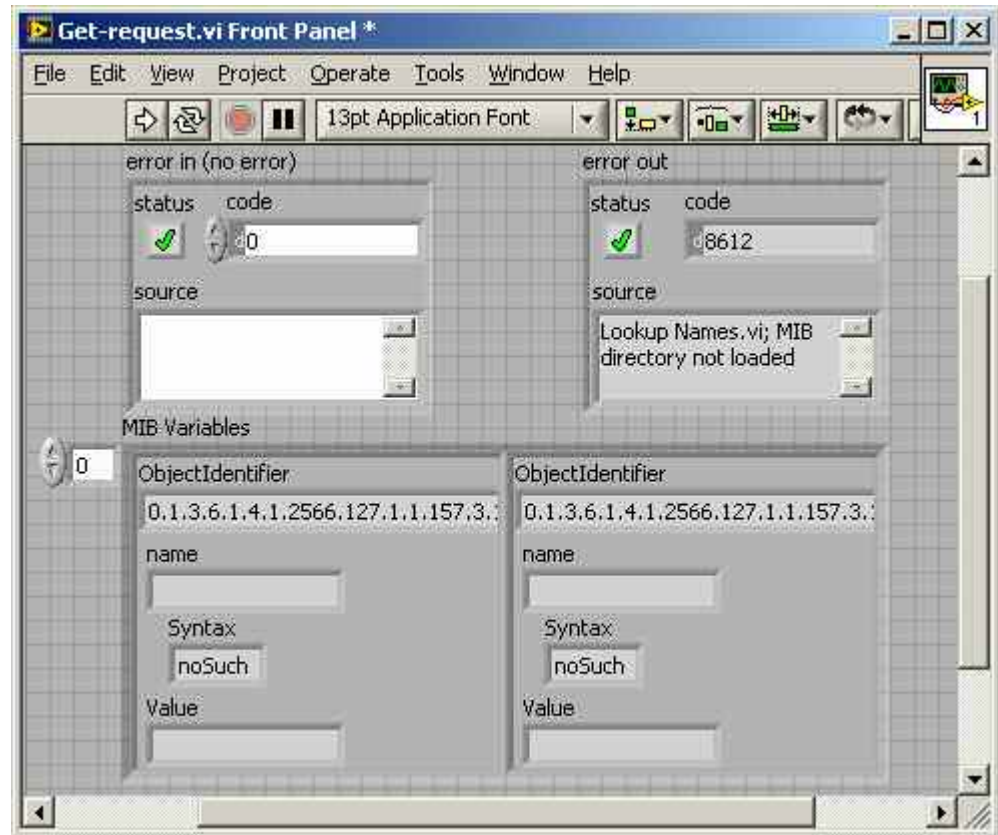 Get-request.vi Front Panel *
File Edit View Project Operate Tools Window Help
13pt Application Font
1
error in (no error)
status code
d0
source
error out
status code
d8612
source
Lookup Names.vi; MIB
directory not loaded
MIB Variables
0
ObjectIdentifier
0.1.3.6.1.4.1.2566.127.1.1.157.3.
name
Syntax
noSuch
Value
ObjectIdentifier
0.1.3.6.1.4.1.2566.127.1.1.157.3.
name
Syntax
noSuch
Value